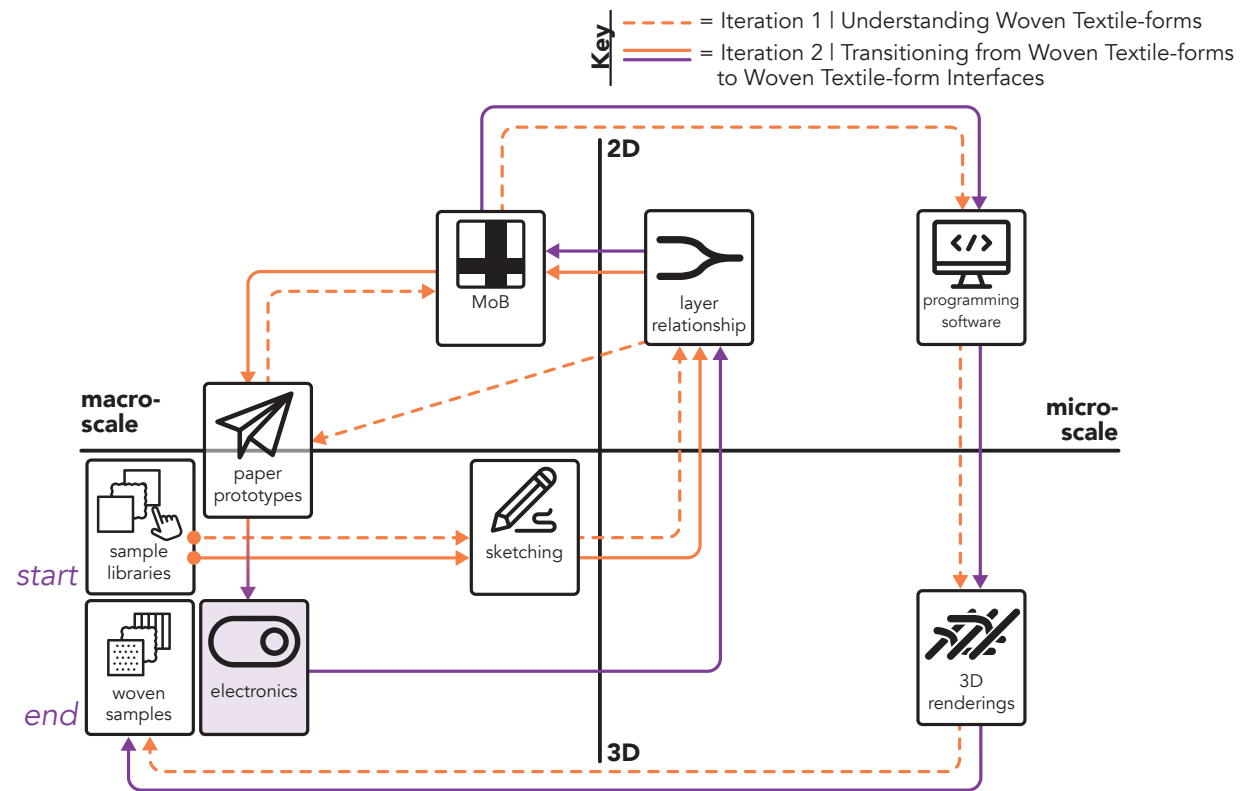 Key
= Iteration 1 | Understanding Woven Textile-forms
= Iteration 2 | Transitioning from Woven Textile-forms
to Woven Textile-form Interfaces
2D
MoB
layer
relationship
</>
programming
software
macro-
scale
micro-
scale
paper
prototypes
sample
libraries
sketching
start
woven
samples
electronics
3D
renderings
end
3D